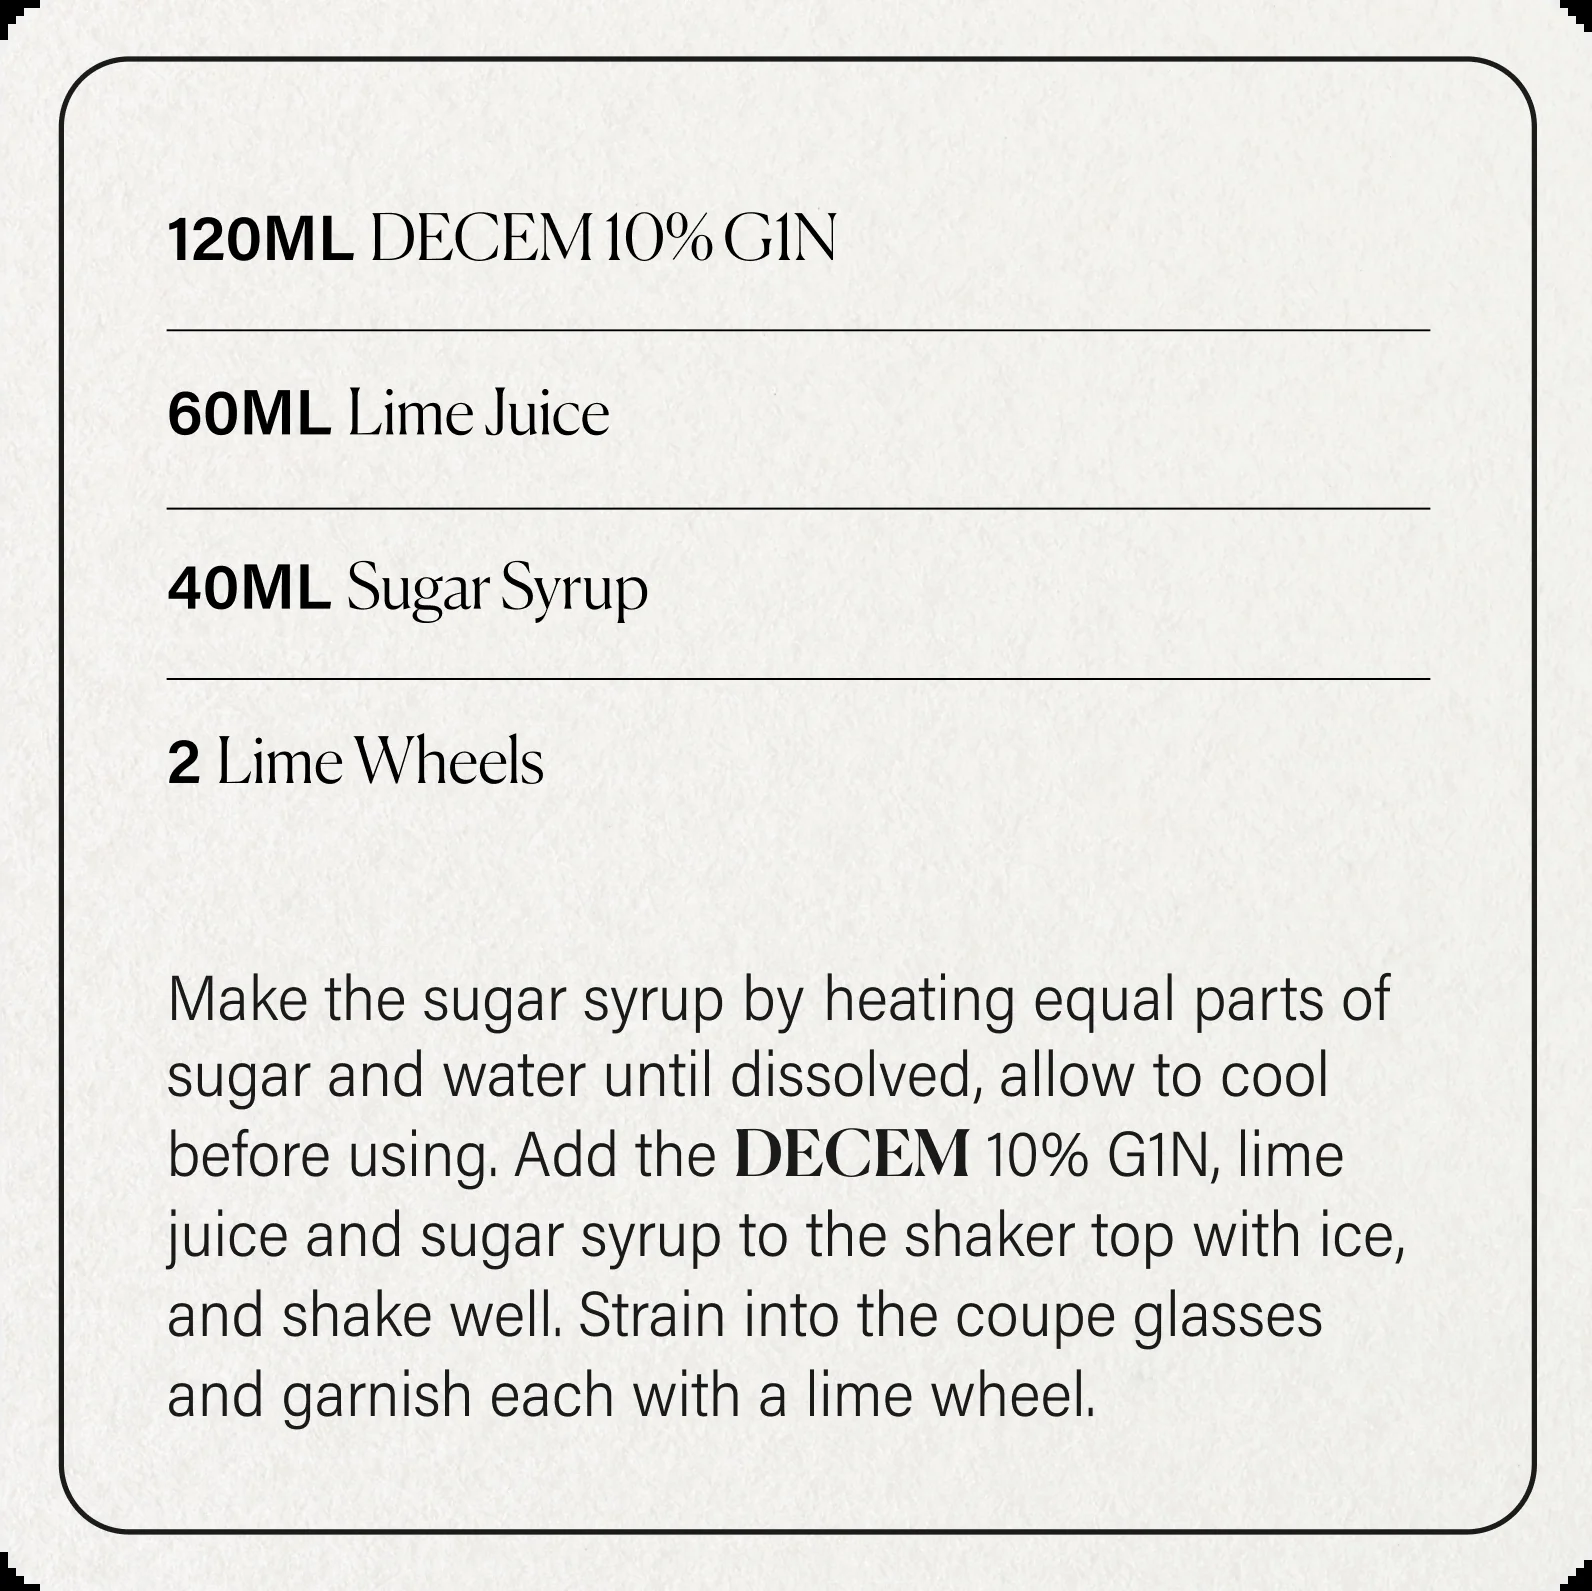 120ML DECEM 10% G1N
60ML Lime Juice
40ML Sugar Syrup
2 Lime Wheels
Make the sugar syrup by heating equal parts of
sugar and water until dissolved, allow to cool
before using. Add the DECEM 10% G1N, lime
juice and sugar syrup to the shaker top with ice,
and shake well. Strain into the coupe glasses
and garnish each with a lime wheel.